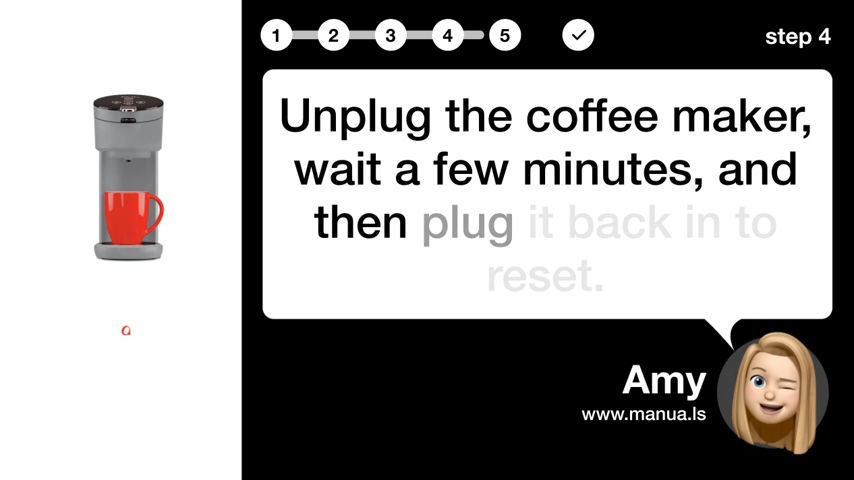 1 2 3 4 5
step 4
Unplug the coffee maker,
wait a few minutes, and
then plug it back in to
reset.
Amy
www.manua.ls